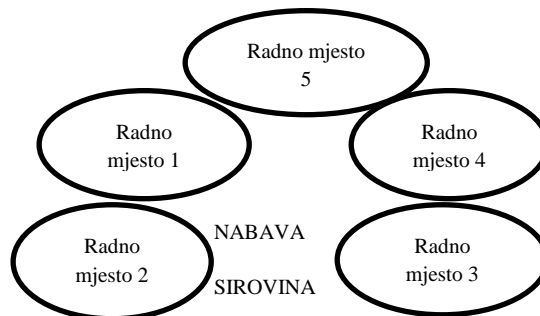 Radno mjesto
5
Radno
mjesto 1
Radno
mjesto 4
Radno
mjesto 2
NABAVA
SIROVINA
Radno
mjesto 3